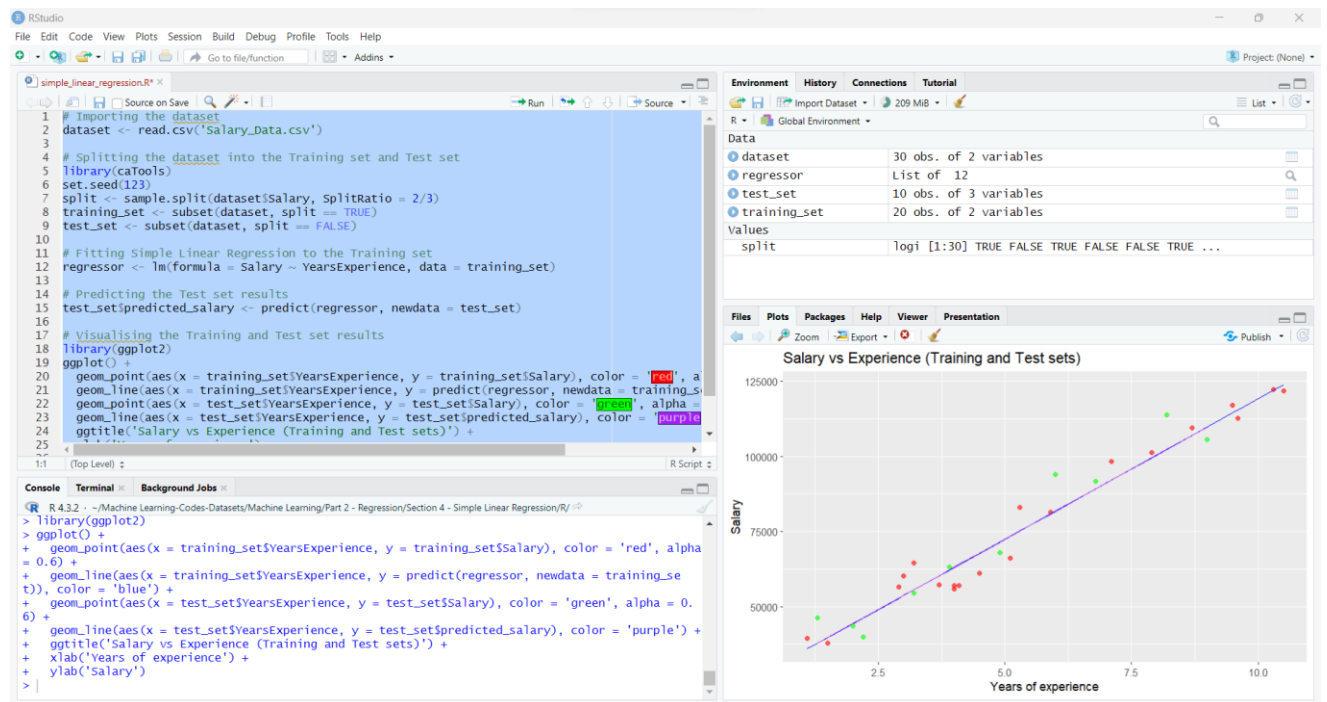 RStudio
File Edit Code View Plots Session Build Debug Profile Tools Help
Go to file/function Addins Project: (None)
simple_linear_regression.R*
Source on Save Run Source
1 # Importing the dataset
2 dataset <- read.csv('Salary_Data.csv')
3
4 # Splitting the dataset into the Training set and Test set
5 library(caTools)
6 set.seed(123)
7 split <- sample.split(dataset$Salary, SplitRatio = 2/3)
8 training_set <- subset(dataset, split == TRUE)
9 test_set <- subset(dataset, split == FALSE)
10
11 # Fitting Simple Linear Regression to the Training set
12 regressor <- lm(formula = Salary ~ YearsExperience, data = training_set)
13
14 # Predicting the Test set results
15 test_set$predicted_salary <- predict(regressor, newdata = test_set)
16
17 # Visualising the Training and Test set results
18 library(ggplot2)
19 ggplot() +
20 geom_point(aes(x = training_set$YearsExperience, y = training_set$Salary), color = 'red', a
21 geom_line(aes(x = training_set$YearsExperience, y = predict(regressor, newdata = training_s
22 geom_point(aes(x = test_set$YearsExperience, y = test_set$Salary), color = 'green', alpha =
23 geom_line(aes(x = test_set$YearsExperience, y = test_set$predicted_salary), color = 'purple
24 ggtitle('Salary vs Experience (Training and Test sets)') +
25
1:1 (Top Level) R Script
Console Terminal Background Jobs
R 4.3.2 · ~/Machine Learning-Codes-Datasets/Machine Learning/Part 2 - Regression/Section 4 - Simple Linear Regression/R/
> library(ggplot2)
> ggplot() +
+ geom_point(aes(x = training_set$YearsExperience, y = training_set$Salary), color = 'red', alpha
= 0.6) +
+ geom_line(aes(x = training_set$YearsExperience, y = predict(regressor, newdata = training_se
t)), color = 'blue') +
+ geom_point(aes(x = test_set$YearsExperience, y = test_set$Salary), color = 'green', alpha = 0.
6) +
+ geom_line(aes(x = test_set$YearsExperience, y = test_set$predicted_salary), color = 'purple') +
+ ggtitle('Salary vs Experience (Training and Test sets)') +
+ xlab('Years of experience') +
+ ylab('Salary')
>
Environment History Connections Tutorial
Import Dataset 209 MiB List
R Global Environment
Data
dataset 30 obs. of 2 variables
regressor List of 12
test_set 10 obs. of 3 variables
training_set 20 obs. of 2 variables
Values
split logi [1:30] TRUE FALSE TRUE FALSE FALSE TRUE ...
Files Plots Packages Help Viewer Presentation
Zoom Export Publish
Salary vs Experience (Training and Test sets)
125000
100000
75000
50000
Salary
2.5 5.0 7.5 10.0
Years of experience